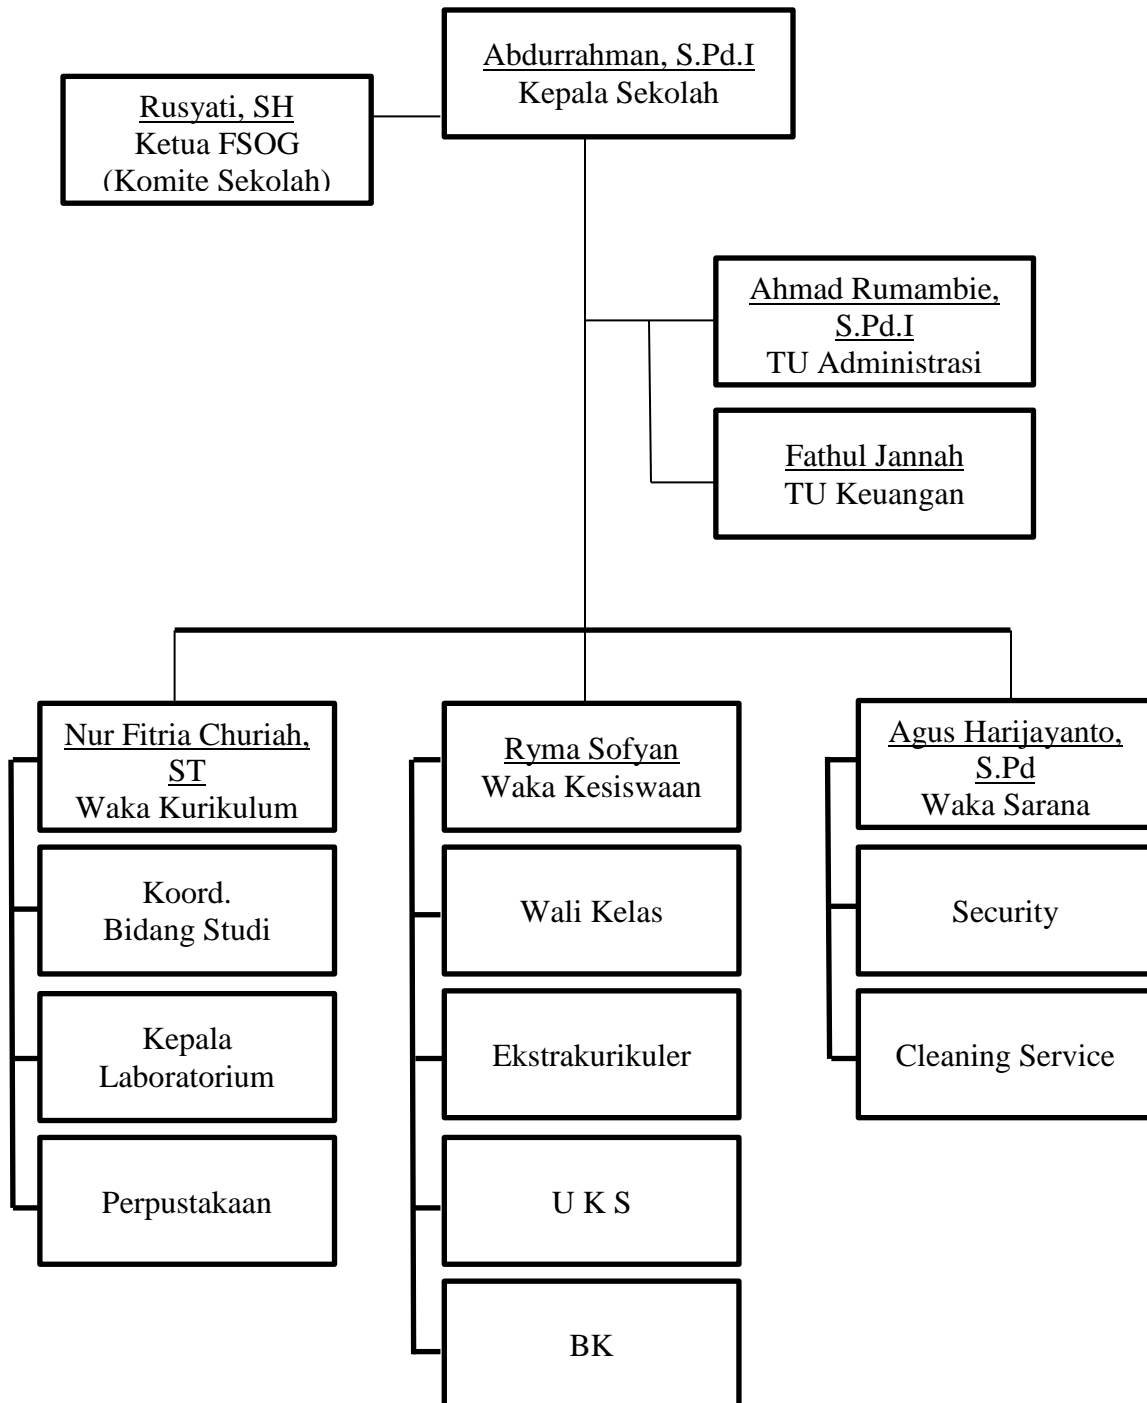 Abdurrahman, S.Pd.I
Kepala Sekolah
Rusyati, SH
Ketua FSOG
(Komite Sekolah)
Ahmad Rumambie,
S.Pd.I
TU Administrasi
Fathul Jannah
TU Keuangan
Nur Fitria Churiah,
ST
Waka Kurikulum
Koord.
Bidang Studi
Kepala
Laboratorium
Perpustakaan
Ryma Sofyan
Waka Kesiswaan
Wali Kelas
Ekstrakurikuler
U K S
BK
Agus Harijayanto,
S.Pd
Waka Sarana
Security
Cleaning Service